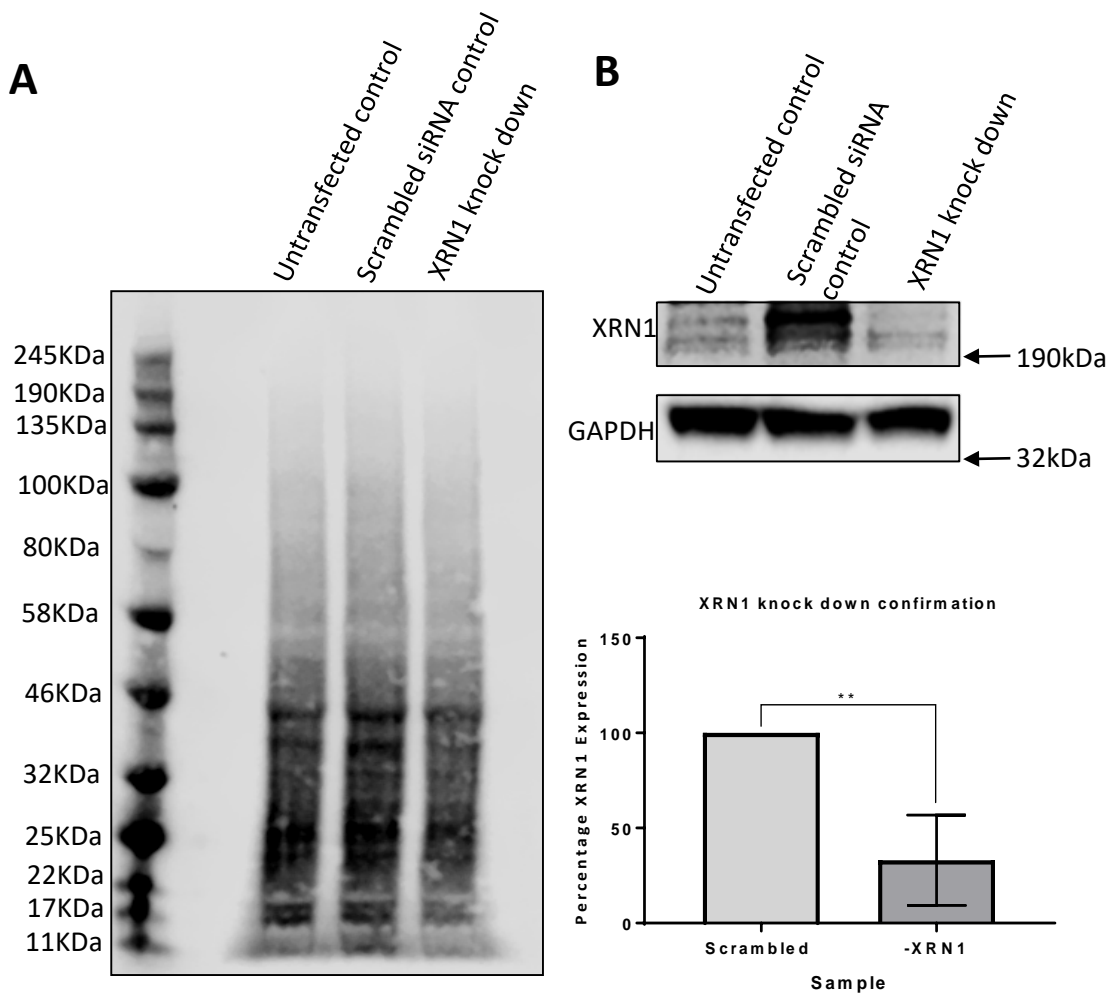 A
Untransfected control
Scrambled siRNA control
XRN1 knock down
245KDa
190KDa
135KDa
100KDa
80KDa
58KDa
46KDa
32KDa
25KDa
22KDa
17KDa
11KDa
B
Untransfected control
Scrambled siRNA
control
XRN1 knock down
XRN1
190kDa
GAPDH
32kDa
XRN1 knock down confirmation
Percentage XRN1 Expression
150
100
50
0
**
Scrambled
-XRN1
Sample